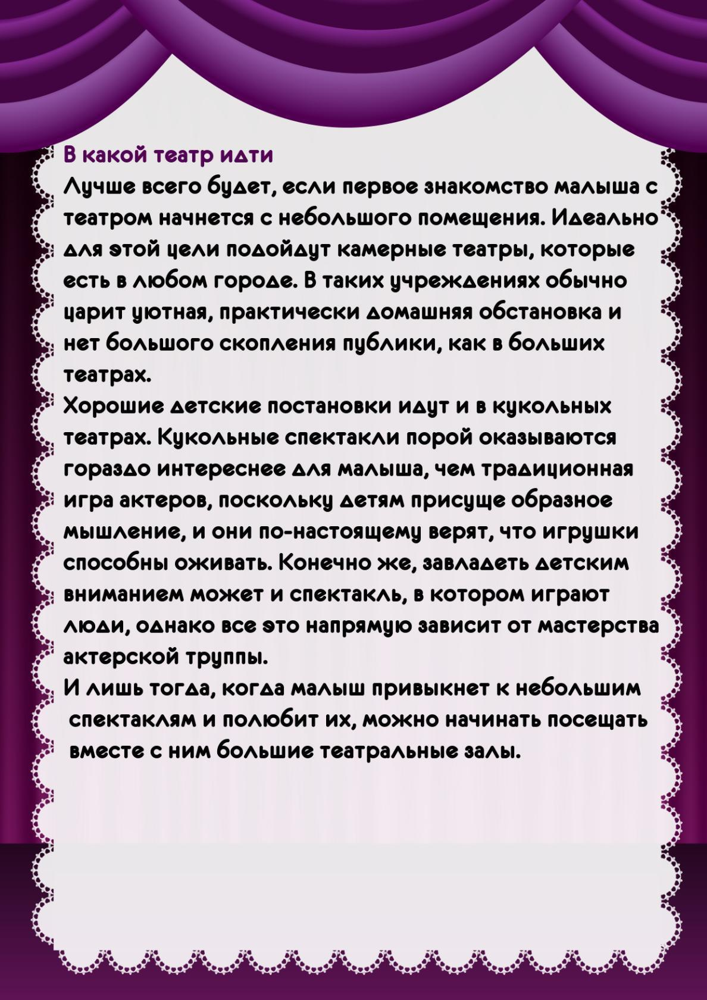 В какой театр идти
Лучше всего будет, если первое знакомство малыша с
театром начнется с небольшого помещения. Идеально
для этой цели подойдут камерные театры, которые
есть в любом городе. В таких учреждениях обычно
царит уютная, практически домашняя обстановка и
нет большого скопления публики, как в больших
театрах.
Хорошие детские постановки идут и в кукольных
театрах. Кукольные спектакли порой оказываются
гораздо интереснее для малыша, чем традиционная
игра актеров, поскольку детям присуще образное
мышление, и они по-настоящему верят, что игрушки
способны оживать. Конечно же, завладеть детским
вниманием может и спектакль, в котором играют
люди, однако все это напрямую зависит от мастерства
актерской труппы.
И лишь тогда, когда малыш привыкнет к небольшим
спектаклям и полюбит их, можно начинать посещать
вместе с ним большие театральные залы.